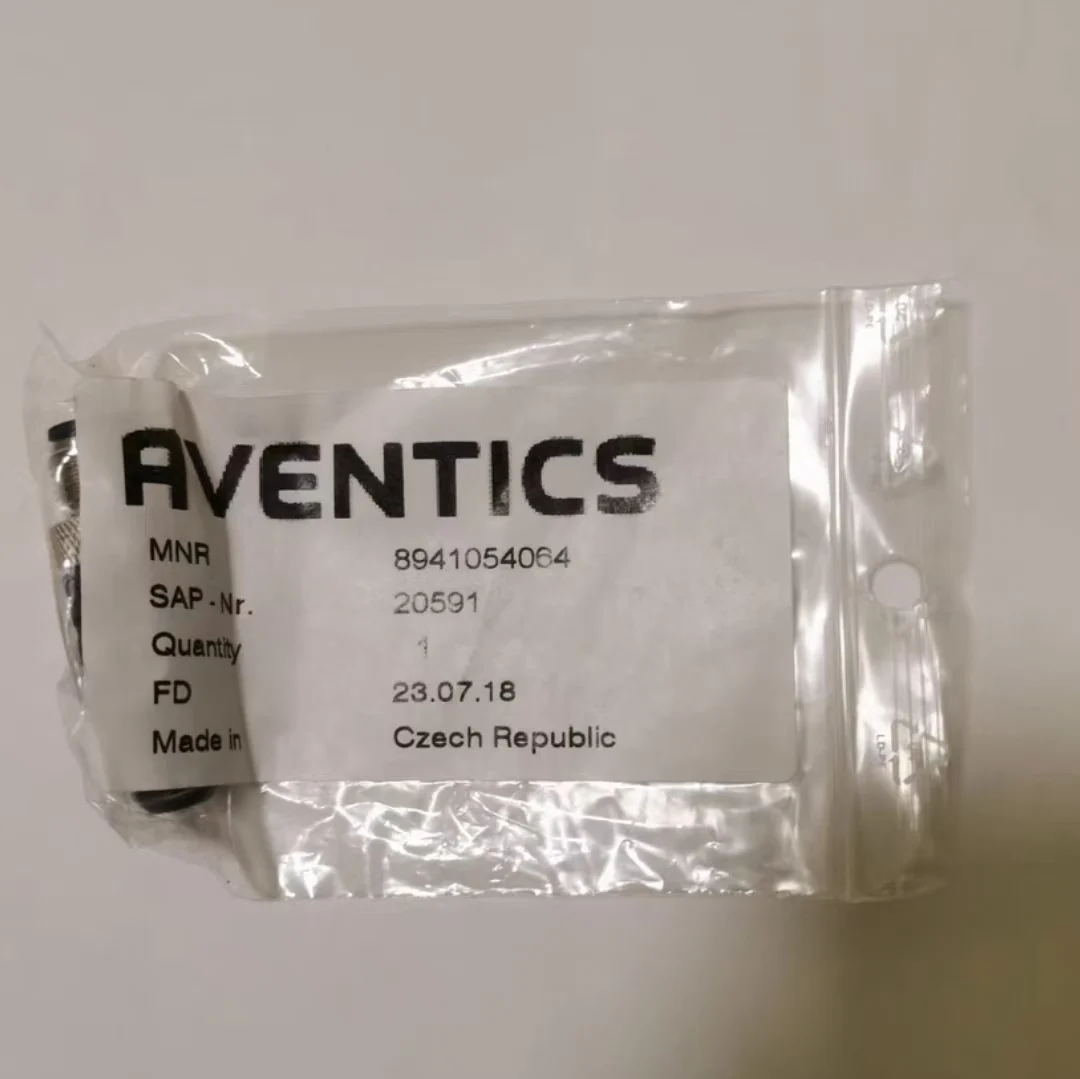 AVENTICS
MNR 8941054064
SAP-Nr. 20591
Quantity 1
FD 23.07.18
Made in Czech Republic